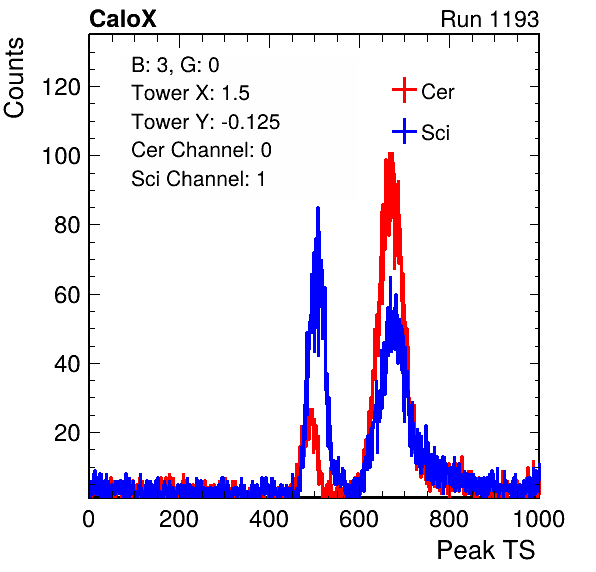 CaloX Run 1193
B: 3, G: 0
Tower X: 1.5
Tower Y: -0.125
Cer Channel: 0
Sci Channel: 1
Cer
Sci
Counts
120
100
80
60
40
20
0 200 400 600 800 1000
Peak TS